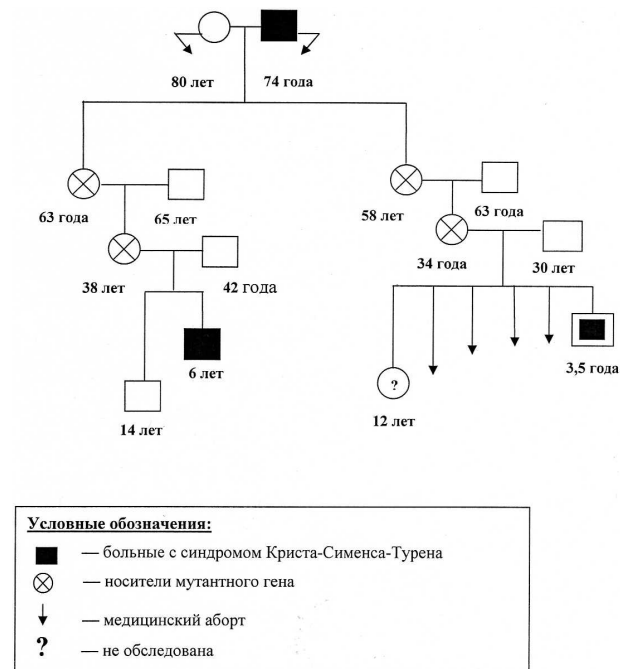 80 лет 74 года
63 года 65 лет 58 лет 63 года
38 лет 42 года 34 года 30 лет
6 лет 3,5 года
?
14 лет 12 лет
Условные обозначения:
— больные с синдромом Криста-Сименса-Турена
— носители мутантного гена
— медицинский аборт
? — не обследована